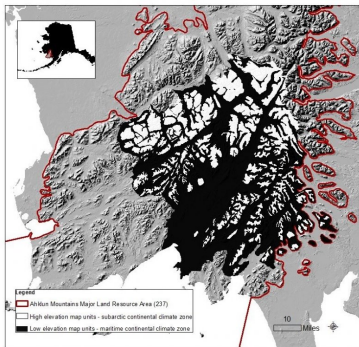 10
Miles
Legend
Ahklun Mountains Major Land Resource Area (237)
High elevation map units - subarctic continental climate zone
Low elevation map units - maritime continental climate zone